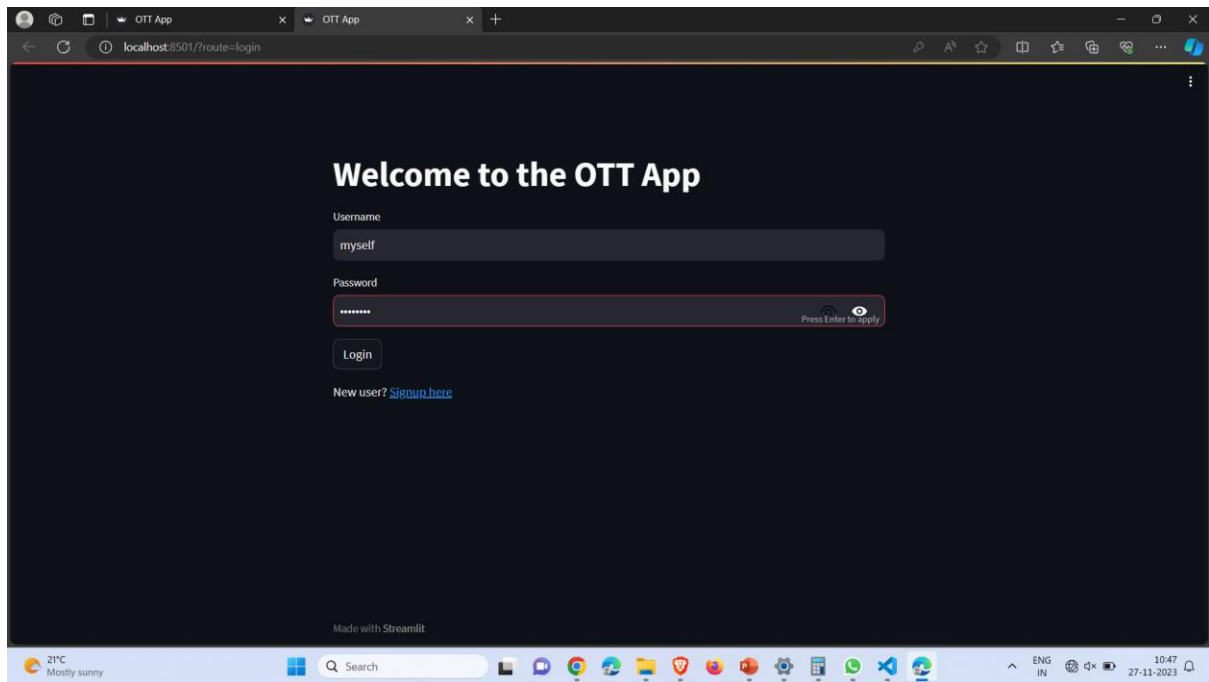 OTT App
OTT App
localhost:8501/?route=login
Welcome to the OTT App
Username
myself
Password
••••••••
Press Enter to apply
Login
New user? Signup here
Made with Streamlit
21°C
Mostly sunny
Search
ENG
IN
10:47
27-11-2023